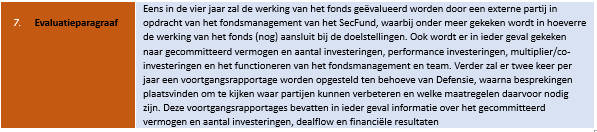 7. Evaluatieparagraaf
Eens in de vier jaar zal de werking van het fonds geëvalueerd worden door een externe partij in
opdracht van het fondsmanagement van het SecFund, waarbij onder meer gekeken wordt in hoeverre
de werking van het fonds (nog) aansluit bij de doelstellingen. Ook wordt er in ieder geval gekeken
naar gecommitteerd vermogen en aantal investeringen, performance investeringen, multiplier/co-
investeringen en het functioneren van het fondsmanagement en team. Verder zal er twee keer per
jaar een voortgangsrapportage worden opgesteld ten behoeve van Defensie, waarna besprekingen
plaatsvinden om te kijken waar partijen kunnen verbeteren en welke maatregelen daarvoor nodig
zijn. Deze voortgangsrapportages bevatten in ieder geval informatie over het gecommitteerd
vermogen en aantal investeringen, dealflow en financiële resultaten